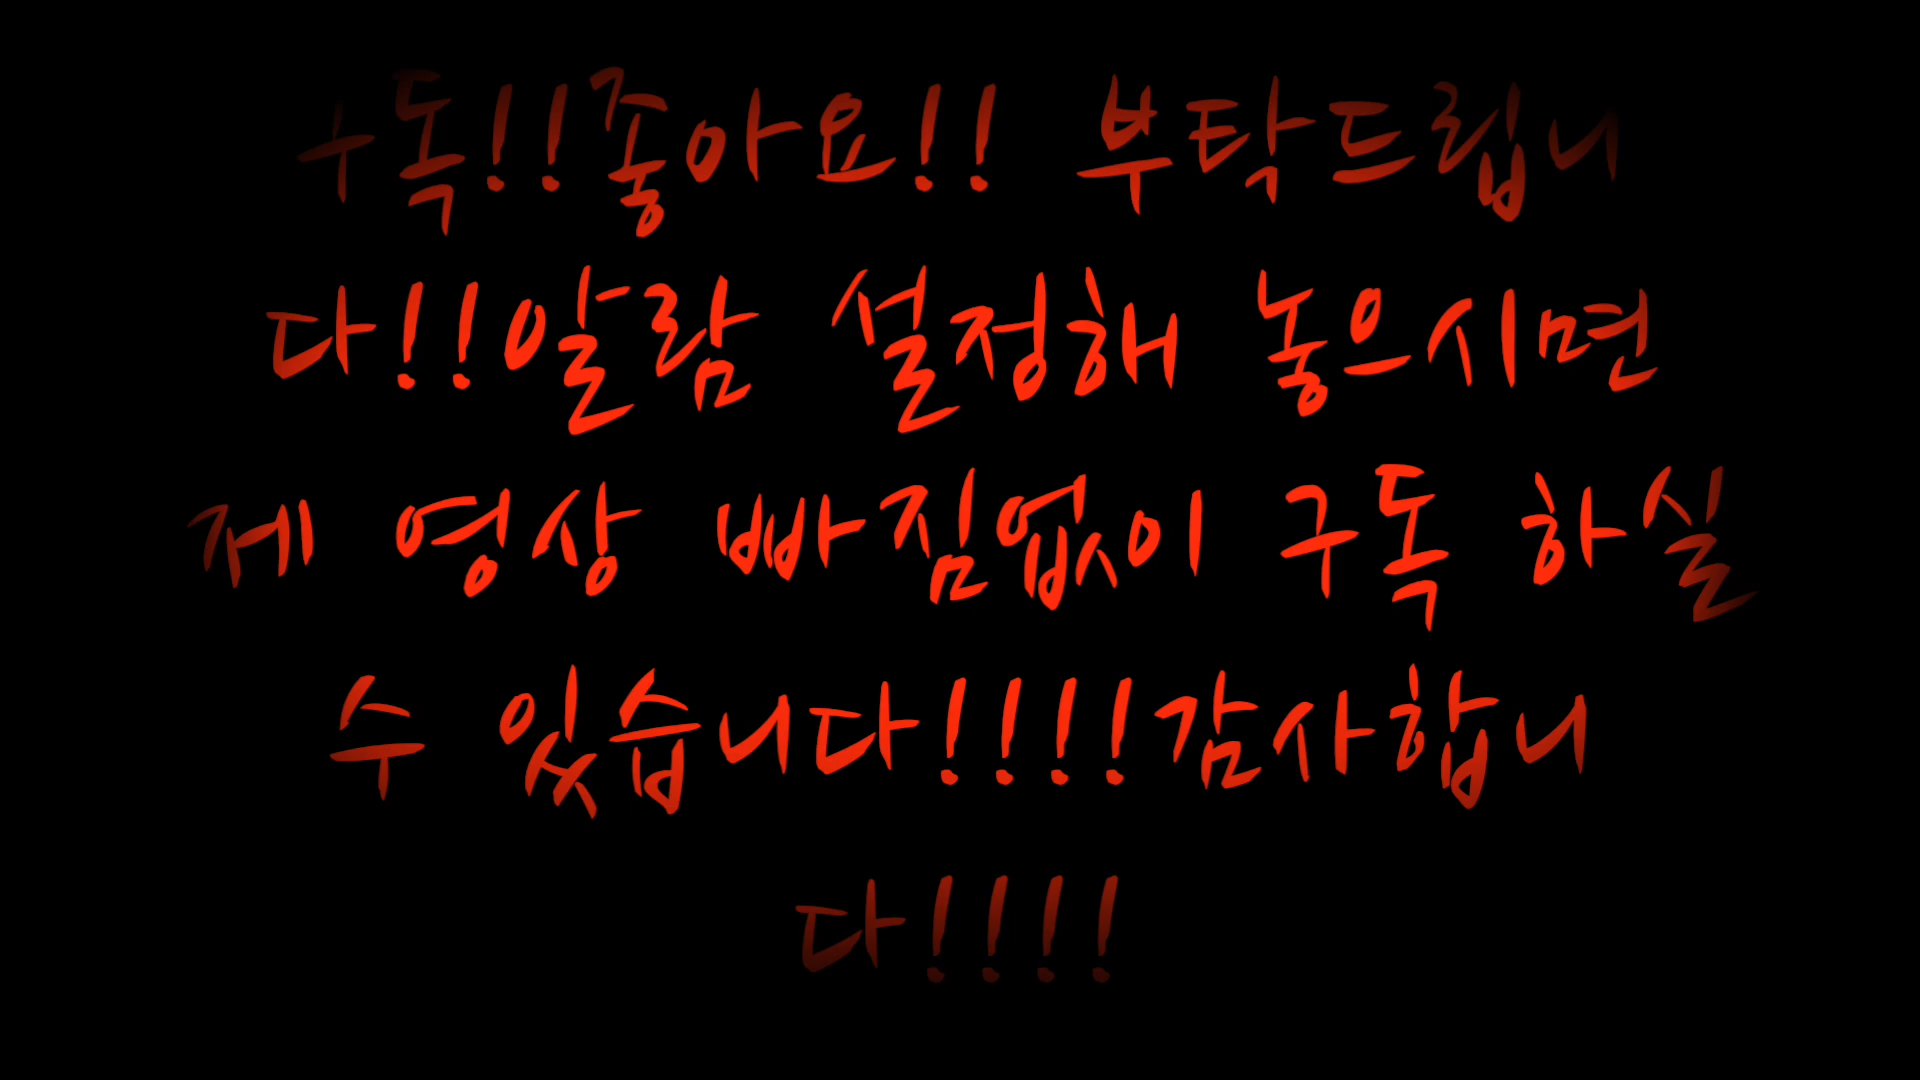 구독!!좋아요!! 부탁드립니
다!!알람 설정해 놓으시면
제 영상 빠짐없이 구독 하실
수 있습니다!!!!감사합니
다!!!!